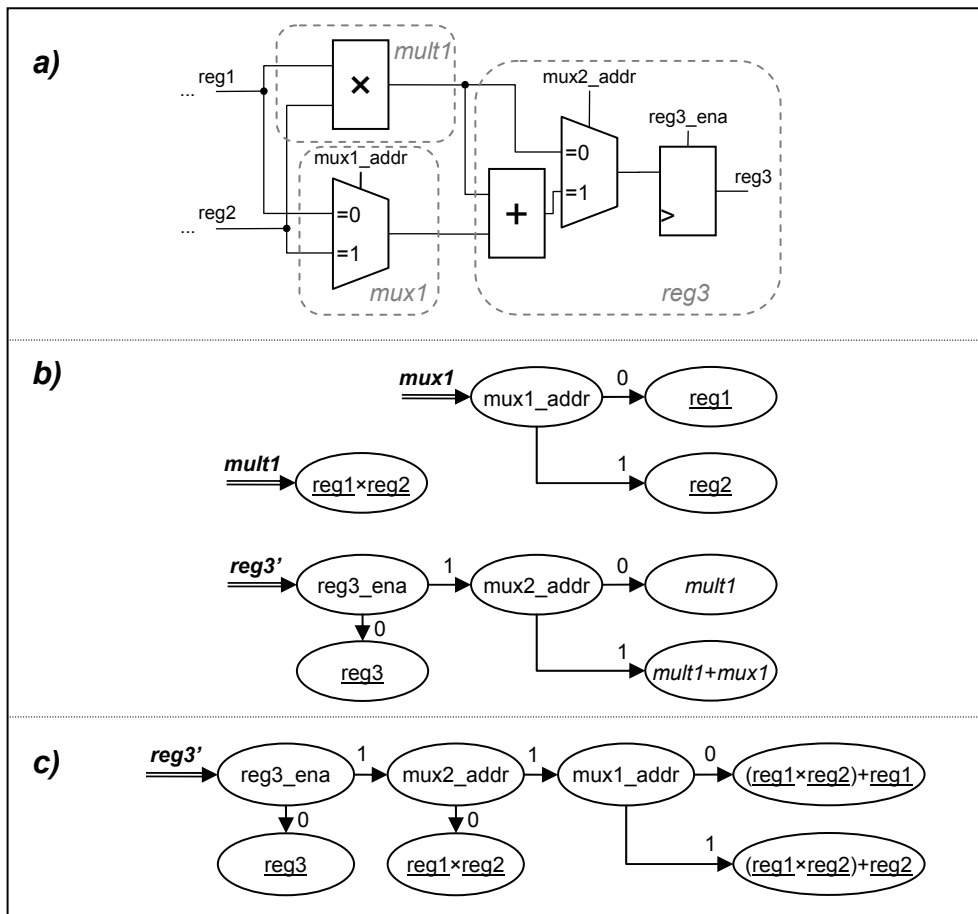 a)
mult1
mux2_addr
reg1
...
×
reg3_ena
mux1_addr
=0
reg3
=1
reg2
...
=0
+
=1
>
mux1
reg3
b)
mux1
mux1_addr
0
reg1
1
reg2
mult1
reg1×reg2
reg3’
reg3_ena
1
mux2_addr
0
mult1
0
reg3
1
mult1+mux1
c)
reg3’
reg3_ena
1
mux2_addr
1
mux1_addr
0
(reg1×reg2)+reg1
0
reg3
0
reg1×reg2
1
(reg1×reg2)+reg2